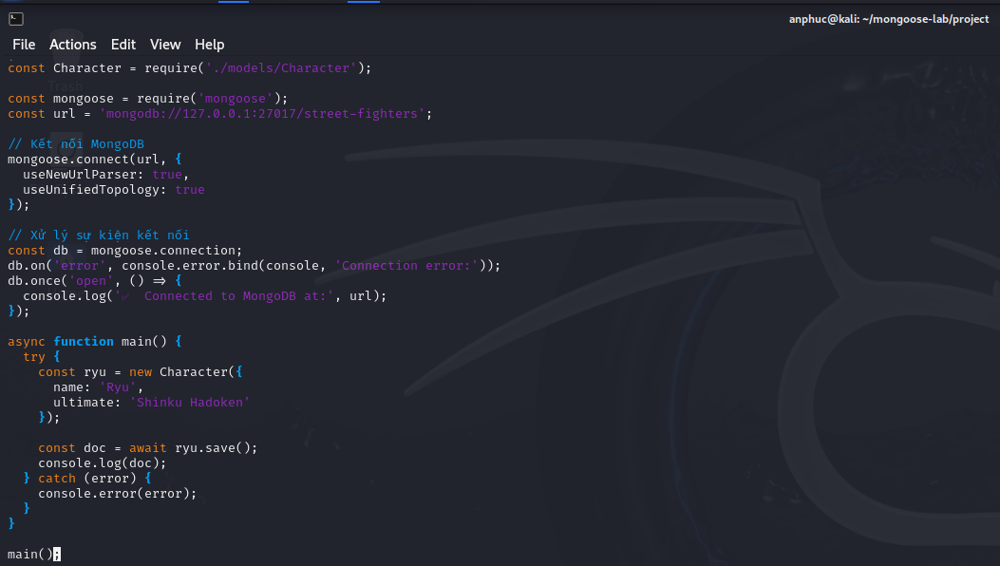 anphuc@kali: ~/mongoose-lab/project
File Actions Edit View Help
Trash
const Character = require('./models/Character');
const mongoose = require('mongoose');
const url = 'mongodb://127.0.0.1:27017/street-fighters';
// Kết nối MongoDB
mongoose.connect(url, {
  useNewUrlParser: true,
  useUnifiedTopology: true
});
// Xử lý sự kiện kết nối
const db = mongoose.connection;
db.on('error', console.error.bind(console, 'Connection error:'));
db.once('open', () => {
  console.log('✅ Connected to MongoDB at:', url);
});
async function main() {
  try {
    const ryu = new Character({
      name: 'Ryu',
      ultimate: 'Shinku Hadoken'
    });
    const doc = await ryu.save();
    console.log(doc);
  } catch (error) {
    console.error(error);
  }
}
main();